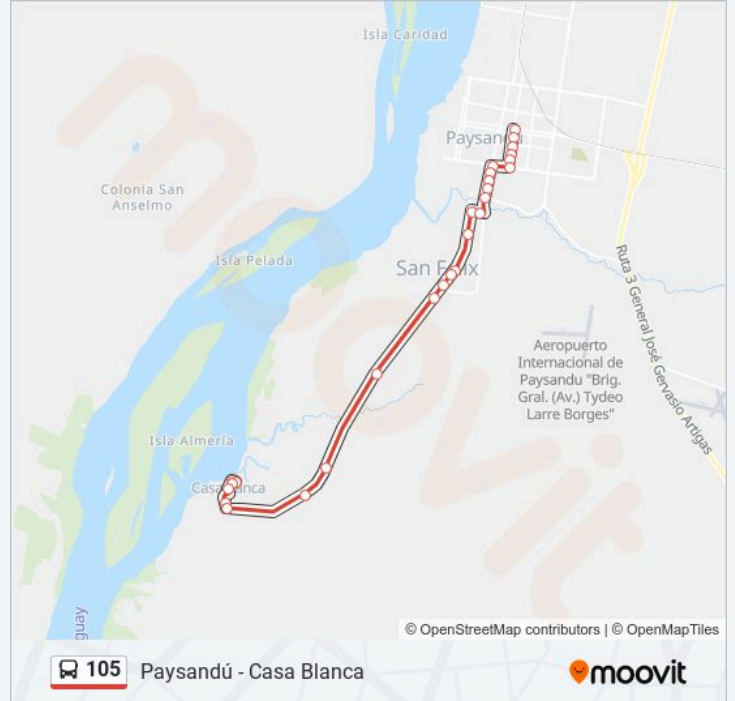 Isla Caridad
Paysandú
Colonia San
Anselmo
Isla Pelada
San Félix
Ruta 3 General José Gervasio Artigas
Aeropuerto
Internacional de
Paysandu "Brig.
Gral. (Av.) Tydeo
Larre Borges"
Isla Almería
Casa Blanca
moovit
guay
© OpenStreetMap contributors | © OpenMapTiles
105 Paysandú - Casa Blanca
moovit